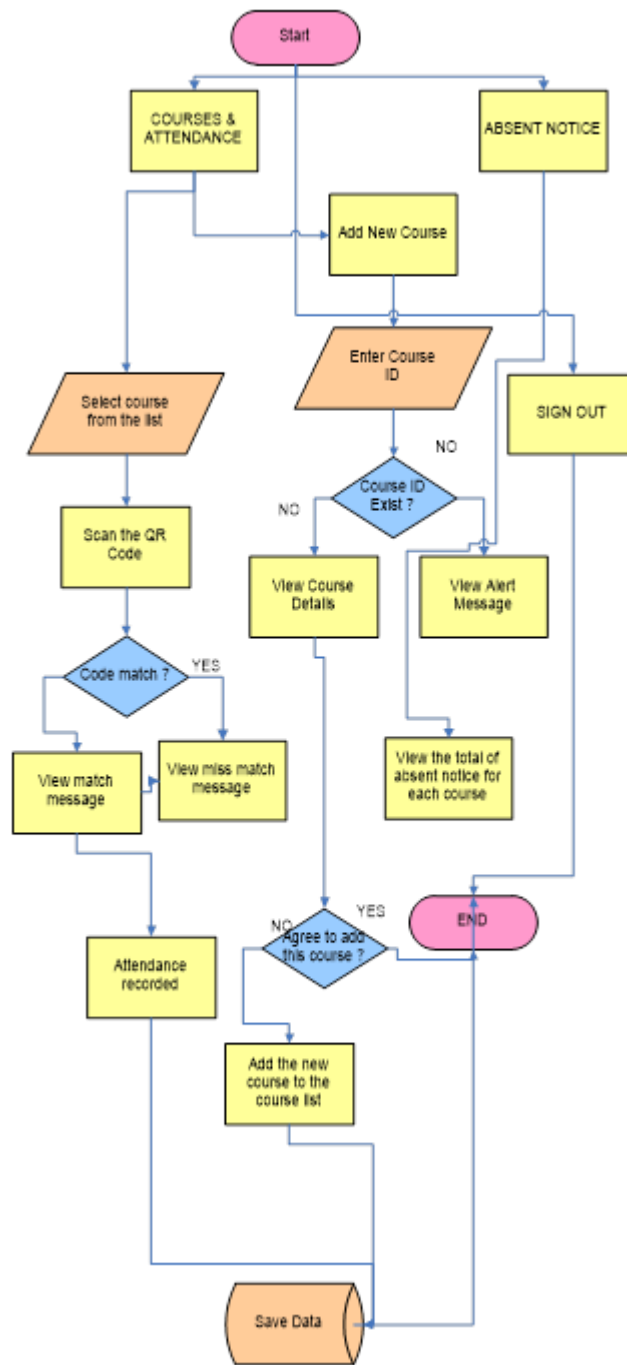 Start
COURSES &
ATTENDANCE
ABSENT NOTICE
Add New Course
Enter Course
ID
Select course
from the list
SIGN OUT
NO
Course ID
Exist ?
NO
Scan the QR
Code
View Course
Details
View Alert
Message
Code match ?
YES
View match
message
View miss match
message
View the total of
absent notice for
each course
NO
YES
END
Agree to add
this course ?
Attendance
recorded
Add the new
course to the
course list
Save Data